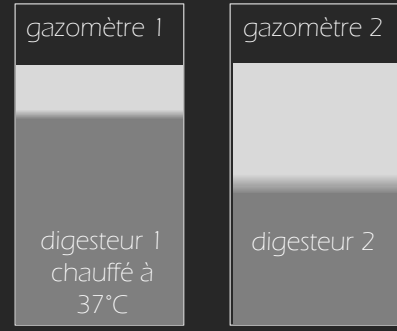 gazomètre 1
gazomètre 2
digesteur 1
chauffé à
37°C
digesteur 2